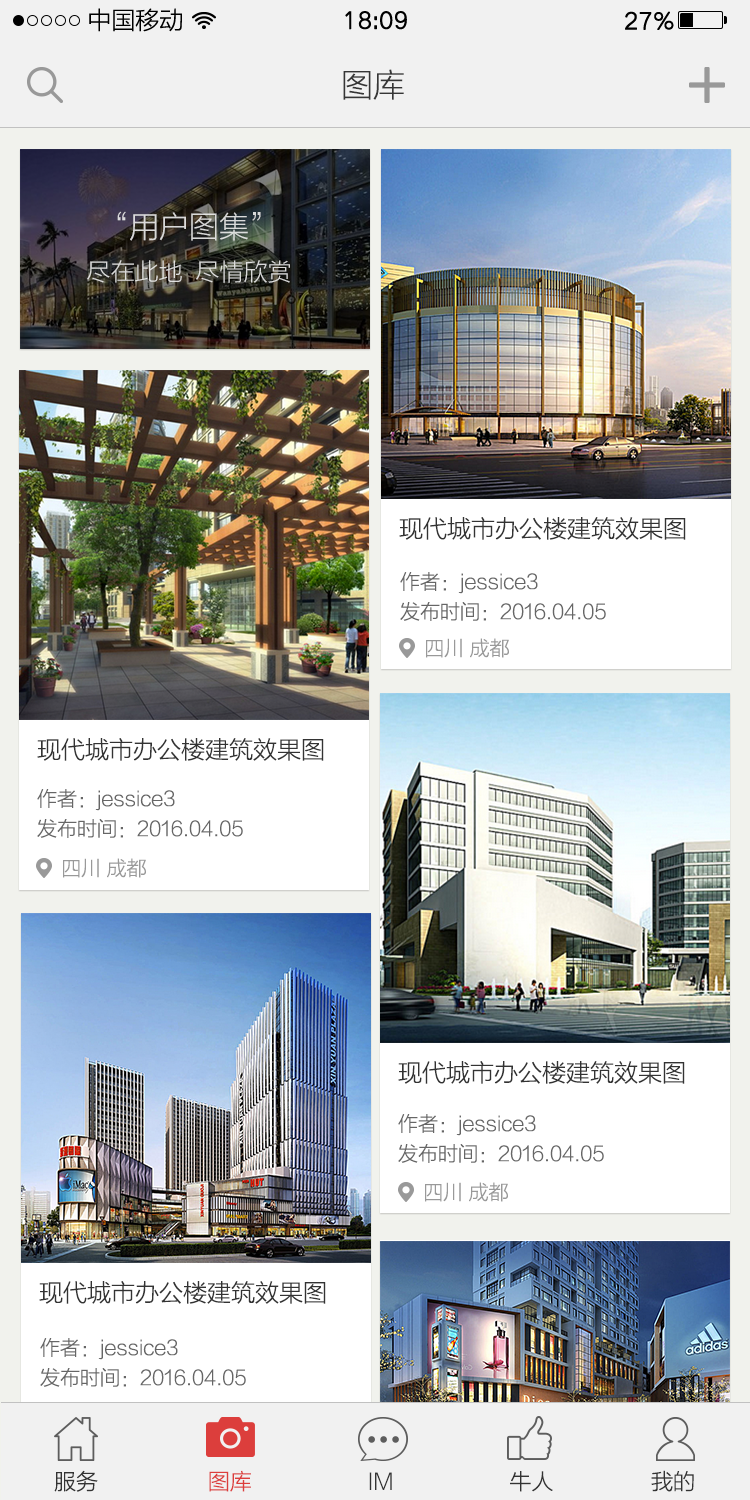 中国移动
18:09
27%
图库
“用户图集”
尽在此地 尽情欣赏
Wanyubaihuo
现代城市办公楼建筑效果图
作者：jessice3
发布时间：2016.04.05
四川 成都
现代城市办公楼建筑效果图
作者：jessice3
发布时间：2016.04.05
四川 成都
现代城市办公楼建筑效果图
作者：jessice3
发布时间：2016.04.05
四川 成都
XIN YUAN PLAZA
iMac
现代城市办公楼建筑效果图
作者：jessice3
发布时间：2016.04.05
adidas
服务
图库
IM
牛人
我的